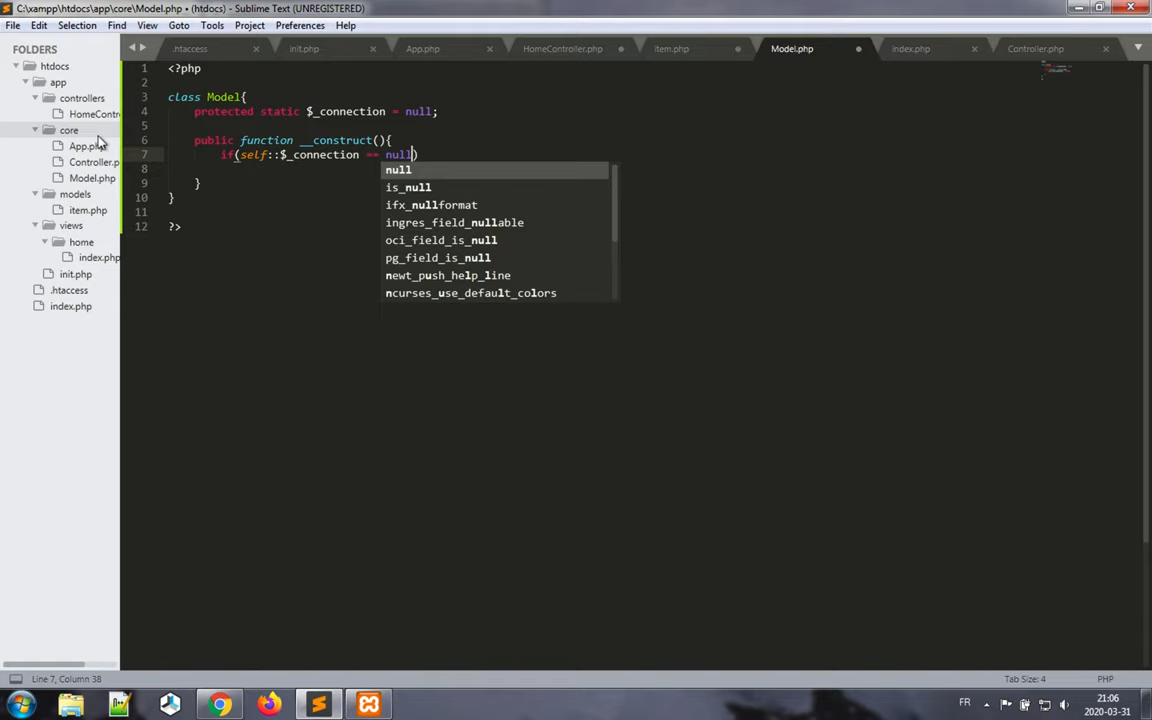 C:\xampp\htdocs\app\core\Model.php • (htdocs) - Sublime Text (UNREGISTERED)
File Edit Selection Find View Goto Tools Project Preferences Help
FOLDERS
htdocs
app
controllers
HomeContr
core
App.ph
Controller.p
Model.php
models
item.php
views
home
index.php
init.php
.htaccess
index.php
.htaccess init.php App.php HomeController.php item.php Model.php index.php Controller.php
1 <?php
2
3 class Model{
4 protected static $_connection = null;
5
6 public function __construct(){
7 if(self::$_connection == null)
8
9 }
10 }
11
12 ?>
null
is_null
ifx_nullformat
ingres_field_nullable
oci_field_is_null
pg_field_is_null
newt_push_help_line
ncurses_use_default_colors
Line 7, Column 38 Tab Size: 4 PHP
FR 21:06
2020-03-31